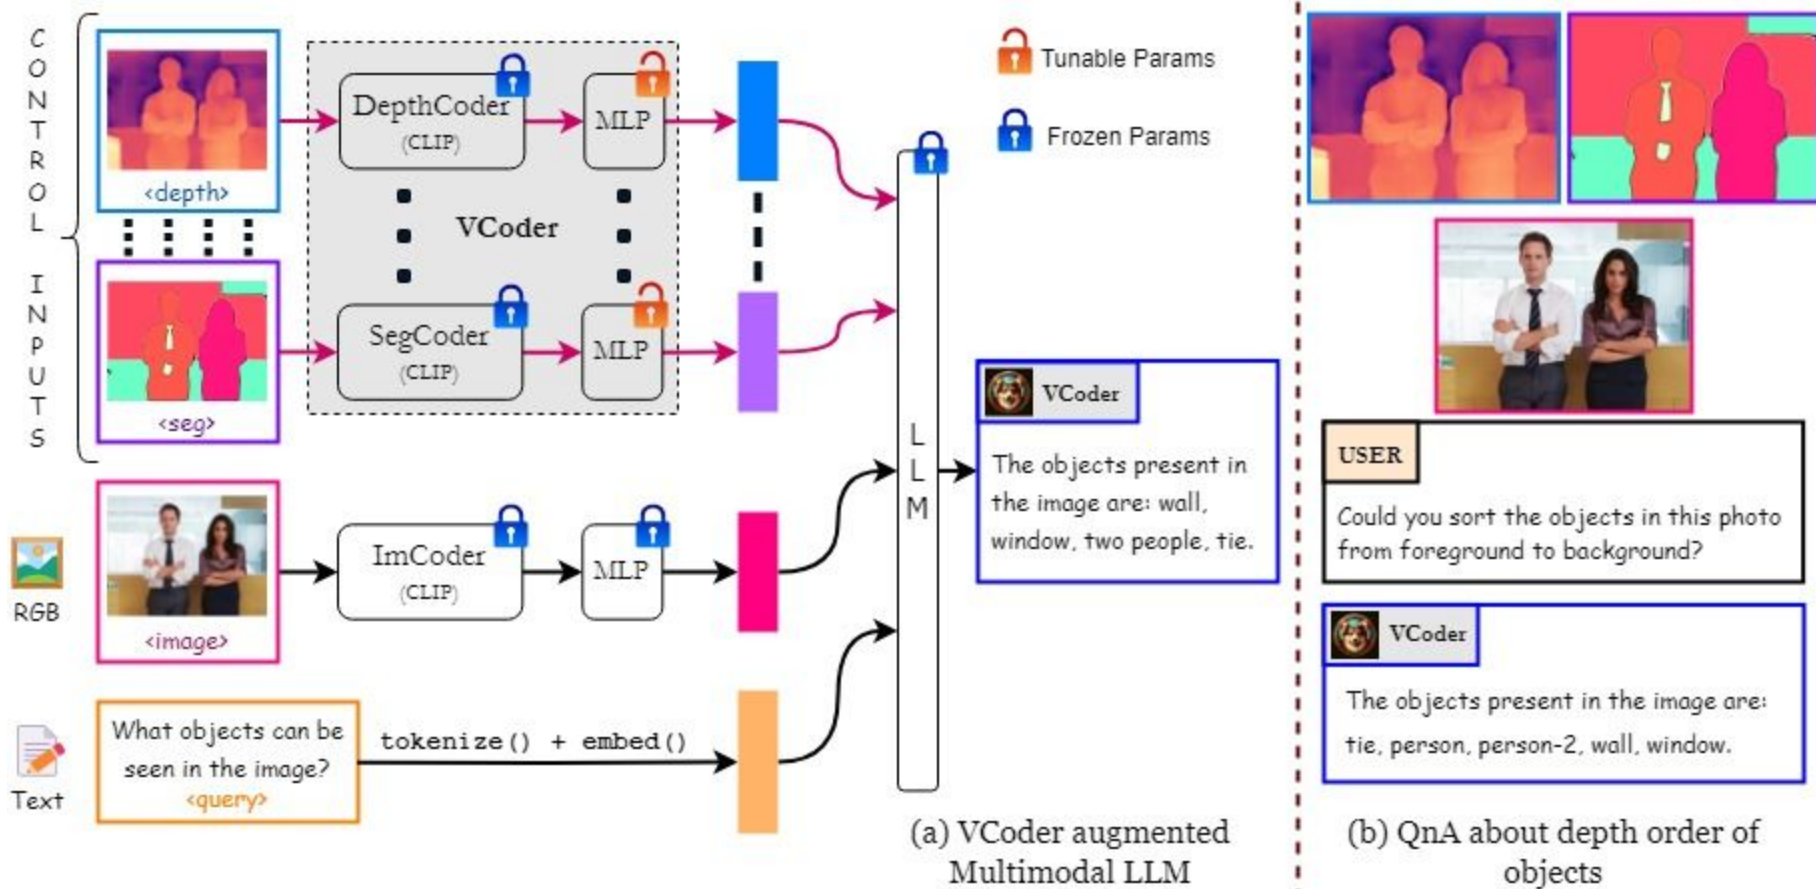 CONTROL
INPUTS
<depth>
<seg>
DepthCoder
(CLIP)
MLP
VCoder
SegCoder
(CLIP)
MLP
RGB
<image>
ImCoder
(CLIP)
MLP
Text
What objects can be
seen in the image?
<query>
tokenize() + embed()
LLM
Tunable Params
Frozen Params
VCoder
The objects present in
the image are: wall,
window, two people, tie.
(a) VCoder augmented
Multimodal LLM
USER
Could you sort the objects in this photo
from foreground to background?
VCoder
The objects present in the image are:
tie, person, person-2, wall, window.
(b) QnA about depth order of
objects